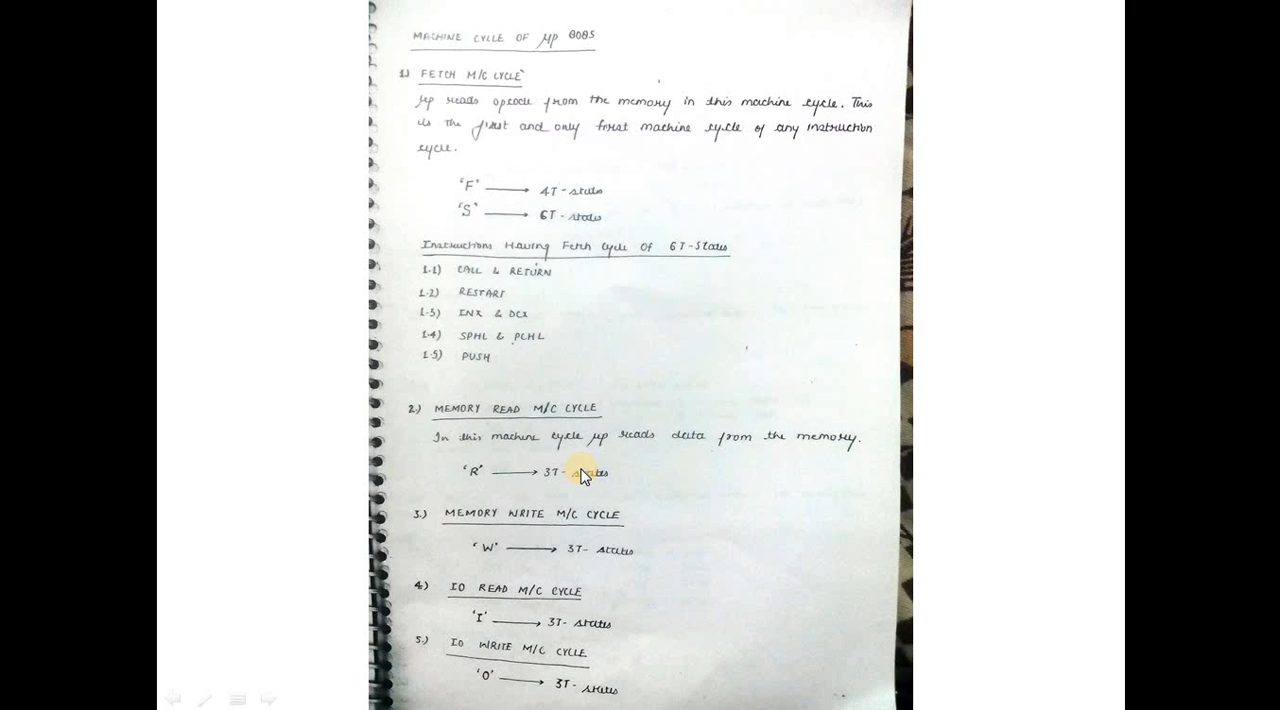 MACHINE CYCLE OF μP 8085
1.) FETCH M/C CYCLE
μp reads opcode from the memory in this machine cycle. This
is the first and only first machine cycle of any instruction
cycle.
'F' → 4T-states
'S' → 6T-states
Instructions Having Fetch Cycle Of 6T-States
1.1) CALL & RETURN
1.2) RESTART
1.3) INX & DCX
1.4) SPHL & PCHL
1.5) PUSH
2.) MEMORY READ M/C CYCLE
In this machine cycle μp reads data from the memory.
'R' → 3T-states
3.) MEMORY WRITE M/C CYCLE
'W' → 3T-states
4.) IO READ M/C CYCLE
'I' → 3T-states
5.) IO WRITE M/C CYCLE
'O' → 3T-states